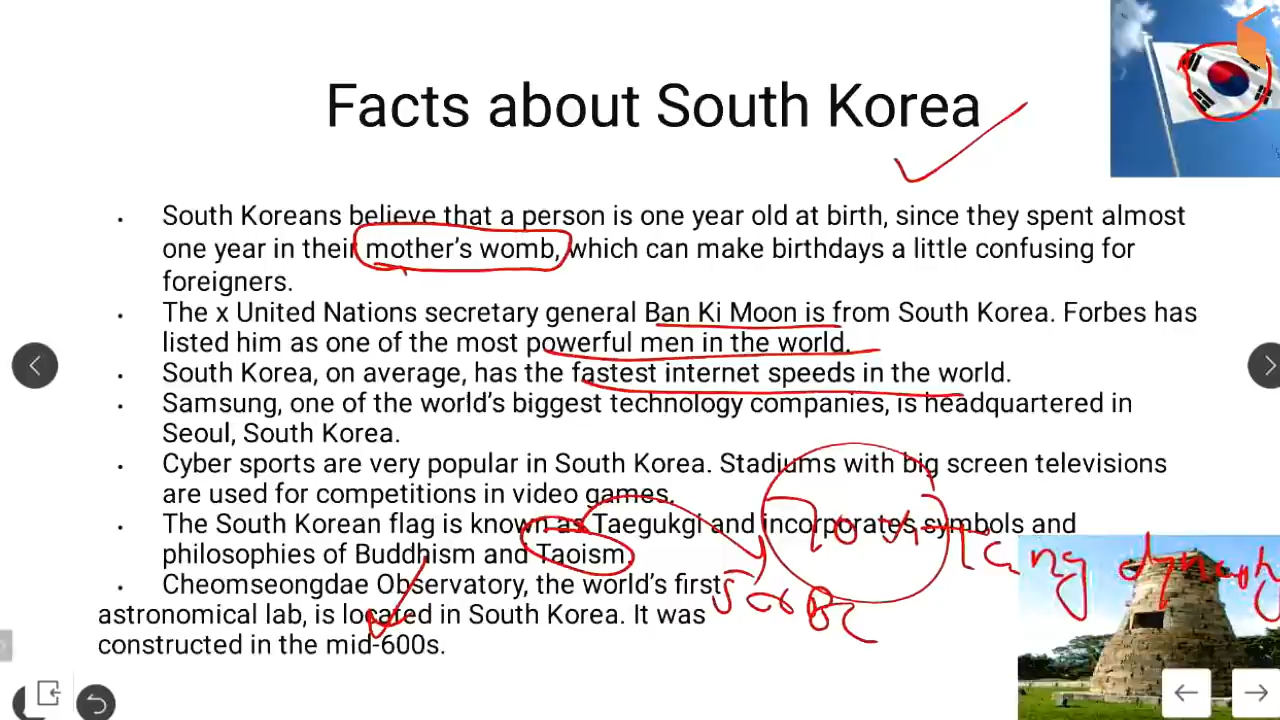 Facts about South Korea
• South Koreans believe that a person is one year old at birth, since they spent almost
one year in their mother's womb, which can make birthdays a little confusing for
foreigners.
• The x United Nations secretary general Ban Ki Moon is from South Korea. Forbes has
listed him as one of the most powerful men in the world.
• South Korea, on average, has the fastest internet speeds in the world.
• Samsung, one of the world's biggest technology companies, is headquartered in
Seoul, South Korea.
• Cyber sports are very popular in South Korea. Stadiums with big screen televisions
are used for competitions in video games.
• The South Korean flag is known as Taegukgi and incorporates symbols and
philosophies of Buddhism and Taoism.
• Cheomseongdae Observatory, the world's first
astronomical lab, is located in South Korea. It was
constructed in the mid-600s.